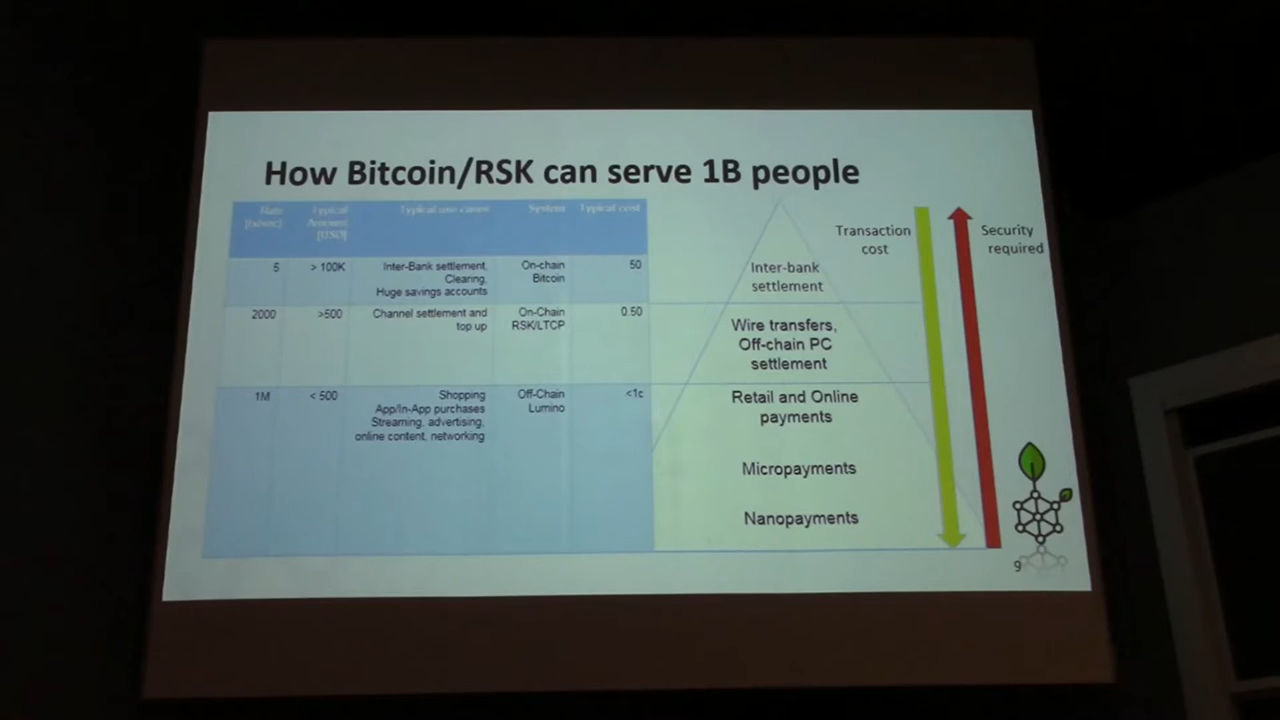 How Bitcoin/RSK can serve 1B people
Rate Typical Typical use cases System Typical cost
[tx/sec] Amount
[USD]
5 > 100K Inter-Bank settlement, On-chain 50
Clearing, Bitcoin
Huge savings accounts
2000 >500 Channel settlement and On-Chain 0.50
top up RSK/LTCP
1M < 500 Shopping Off-Chain <1c
App/In-App purchases Lumino
Streaming, advertising,
online content, networking
Inter-bank
settlement
Wire transfers,
Off-chain PC
settlement
Retail and Online
payments
Micropayments
Nanopayments
Transaction
cost
Security
required
9